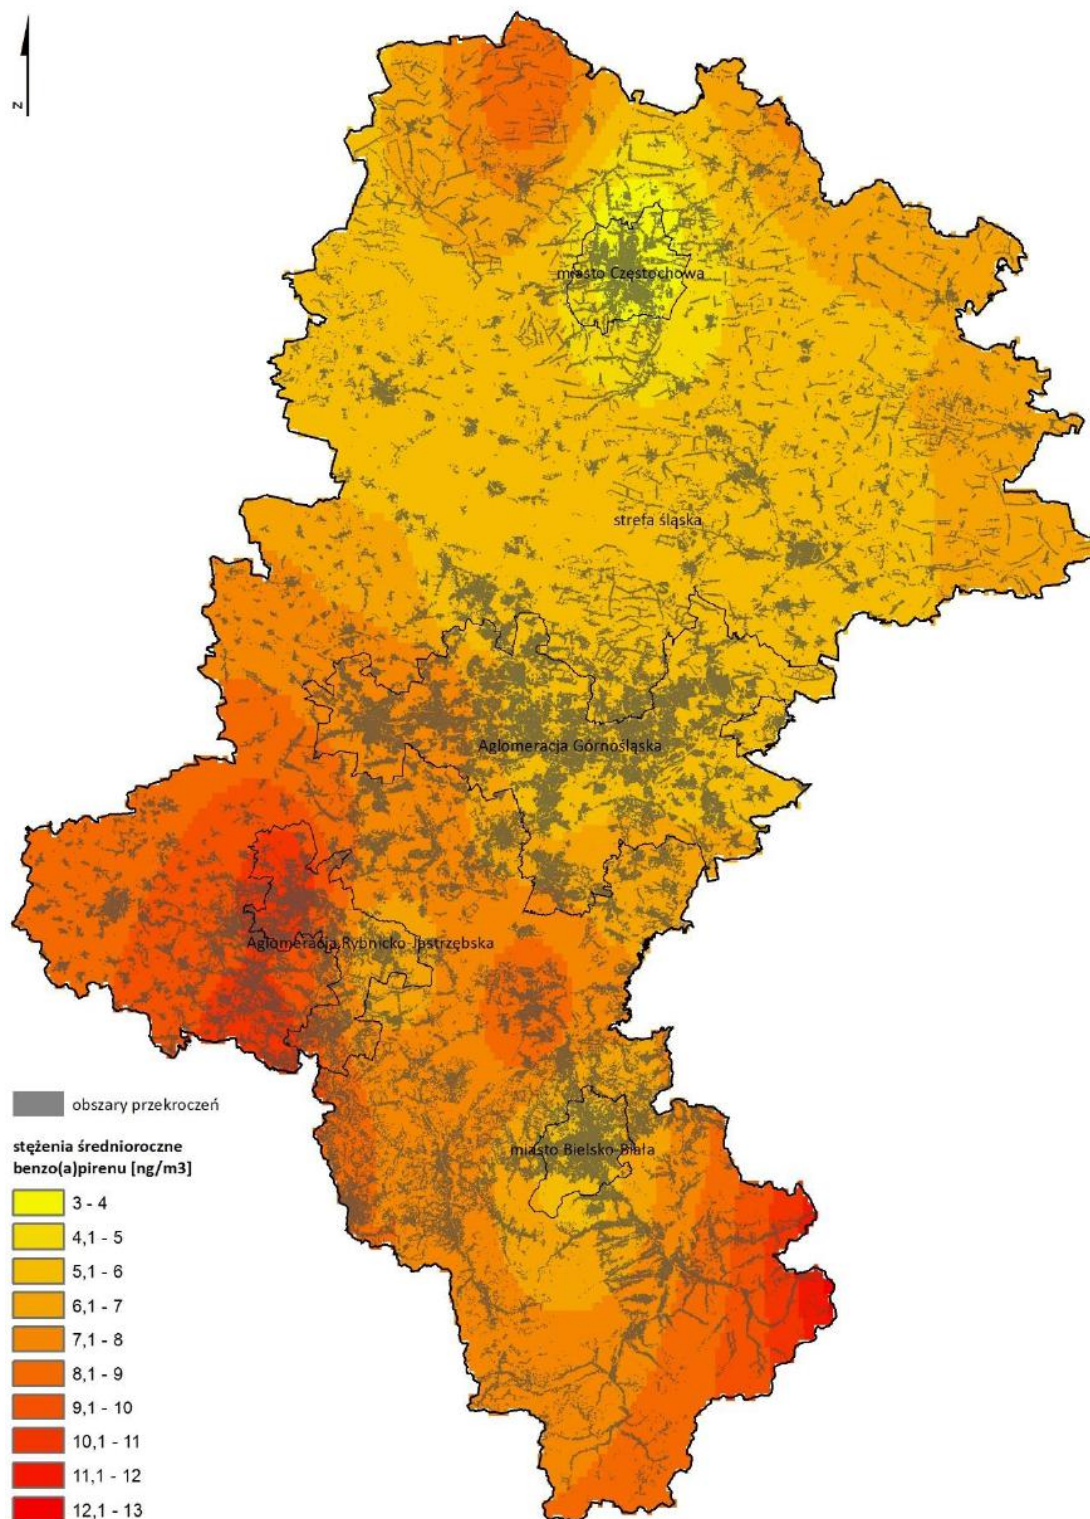 N
miasto Częstochowa
strefa śląska
Aglomeracja Górnośląska
Aglomeracja Rybnicko-Jastrzębska
miasto Bielsko-Biała
obszary przekroczeń
stężenia średnioroczne
benzo(a)pirenu [ng/m3]
3 - 4
4,1 - 5
5,1 - 6
6,1 - 7
7,1 - 8
8,1 - 9
9,1 - 10
10,1 - 11
11,1 - 12
12,1 - 13